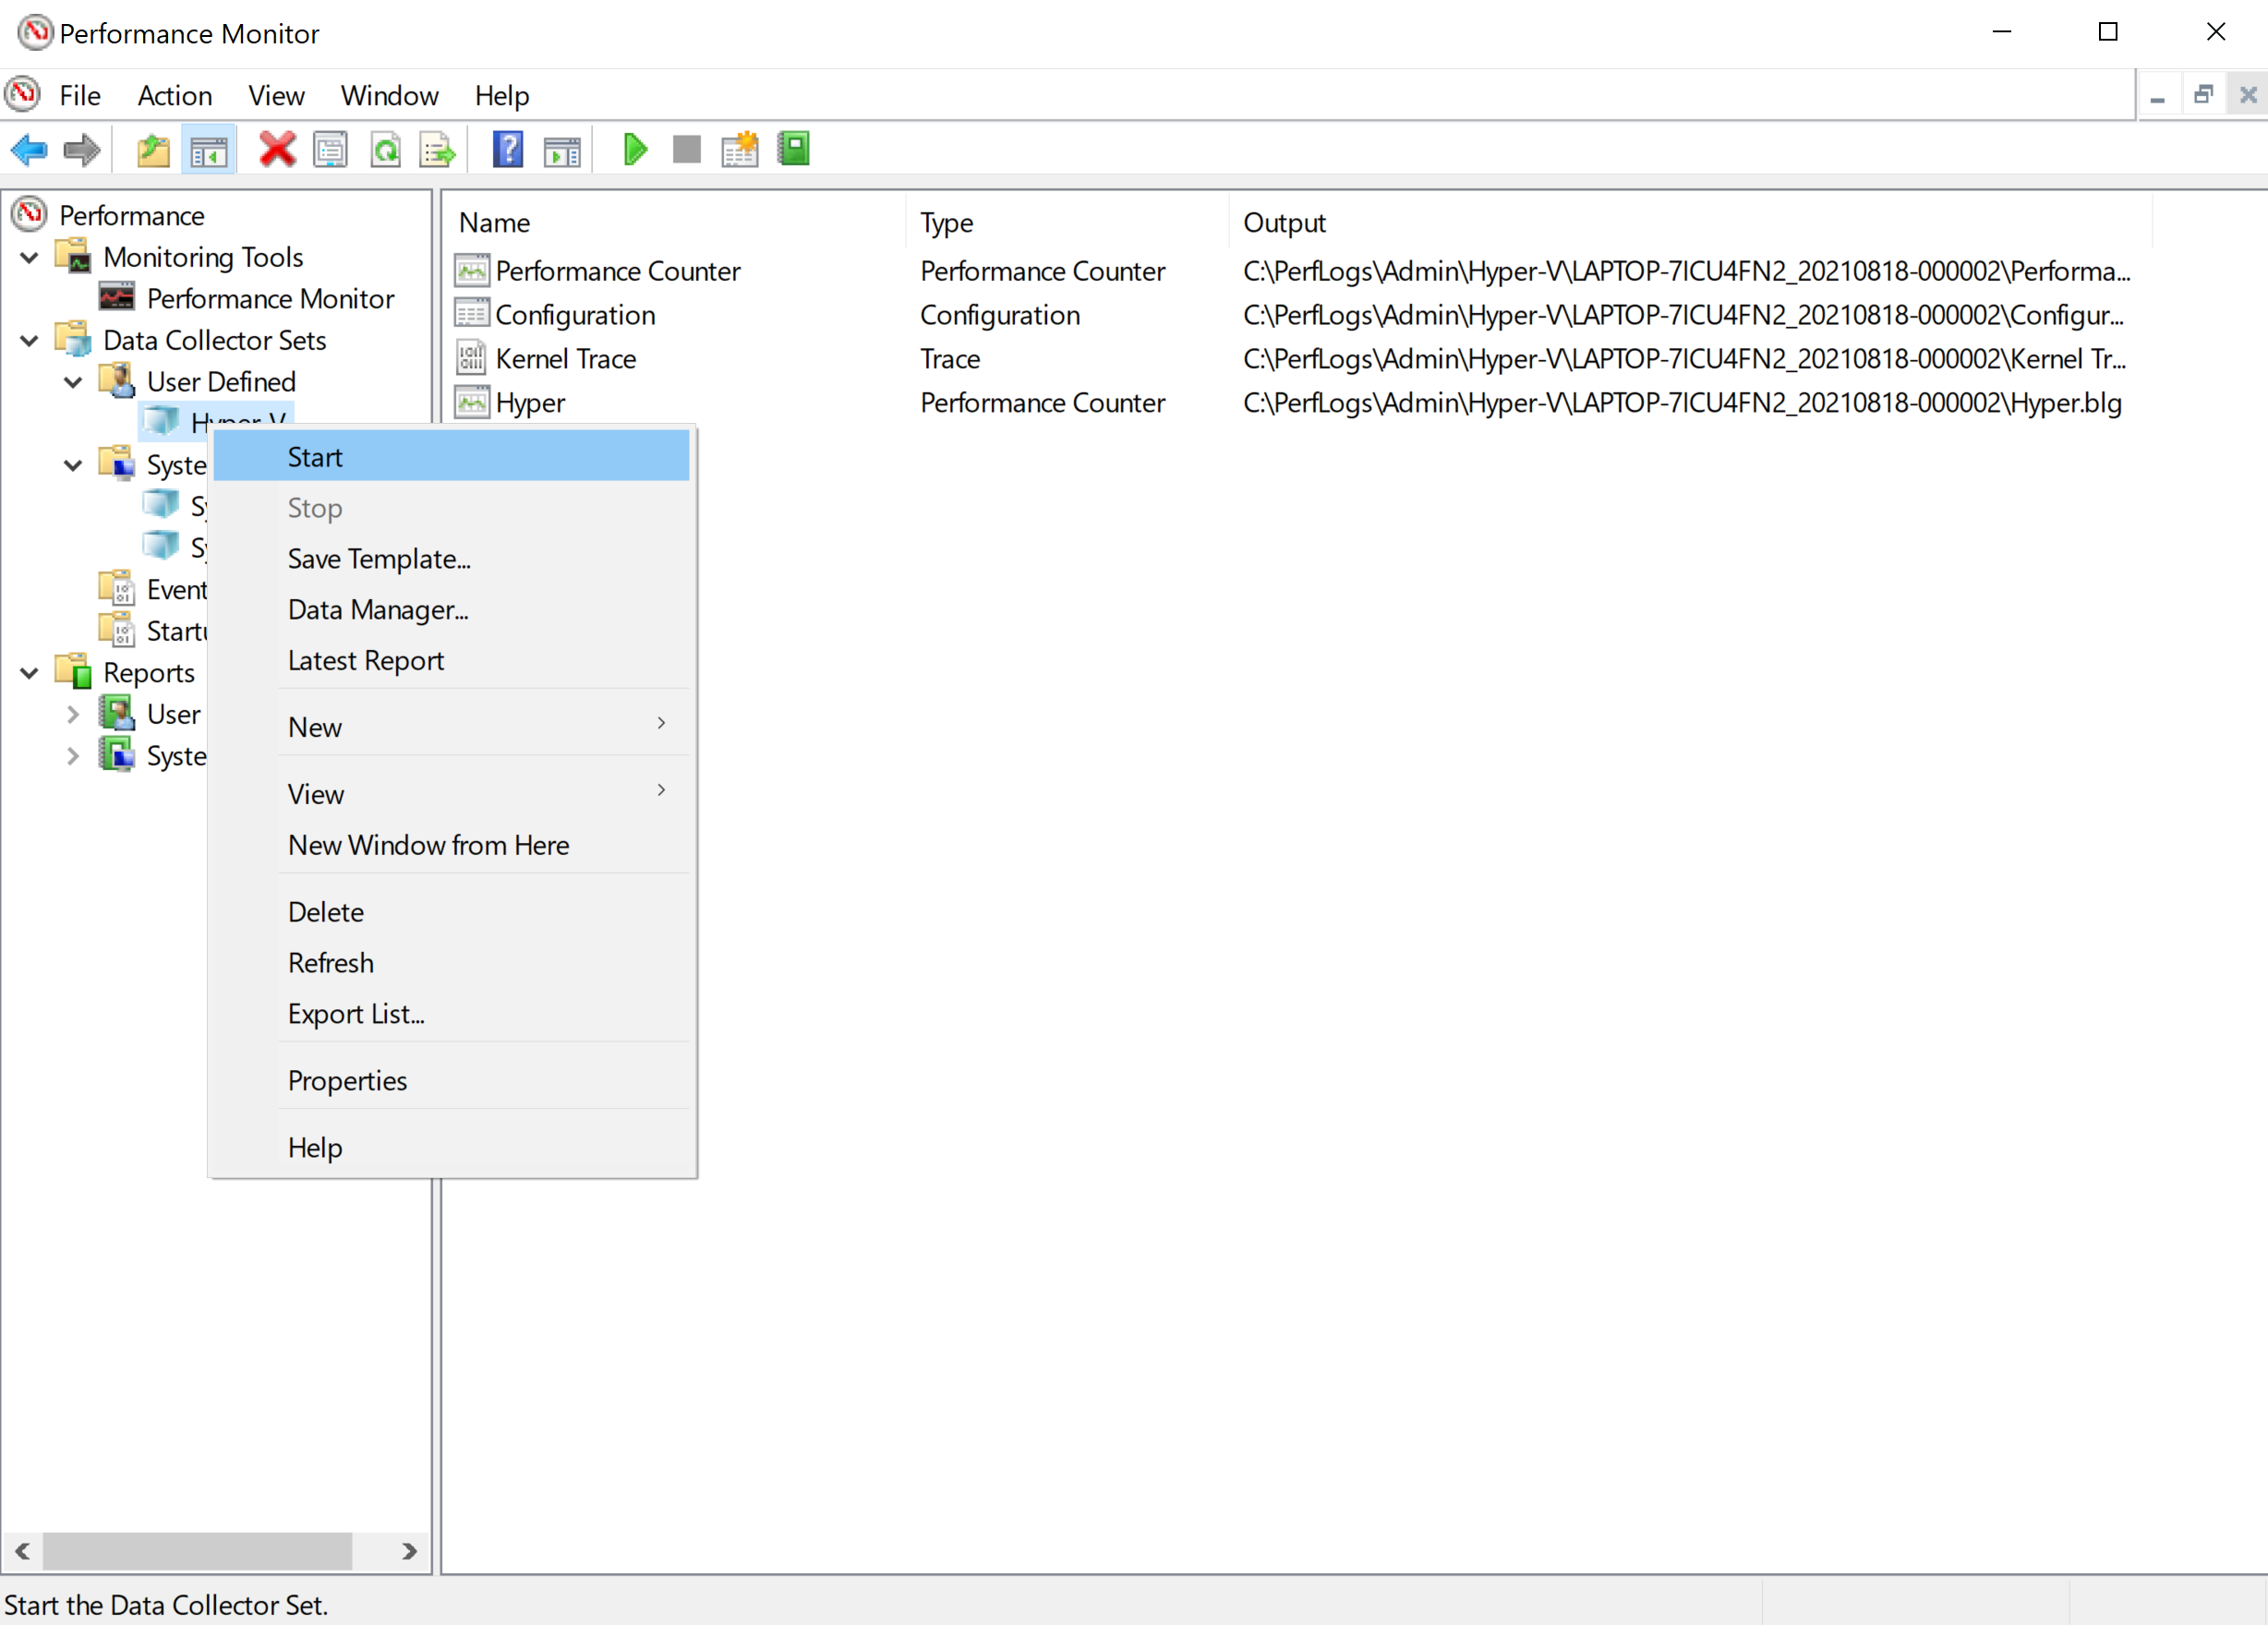 Performance Monitor
File Action View Window Help
Performance
Monitoring Tools
Performance Monitor
Data Collector Sets
User Defined
Hyper-V
Syste
Sy
Sy
Event
Startu
Reports
User
Syste
Name Type Output
Performance Counter Performance Counter C:\PerfLogs\Admin\Hyper-V\LAPTOP-7ICU4FN2_20210818-000002\Performa...
Configuration Configuration C:\PerfLogs\Admin\Hyper-V\LAPTOP-7ICU4FN2_20210818-000002\Configur...
Kernel Trace Trace C:\PerfLogs\Admin\Hyper-V\LAPTOP-7ICU4FN2_20210818-000002\Kernel Tr...
Hyper Performance Counter C:\PerfLogs\Admin\Hyper-V\LAPTOP-7ICU4FN2_20210818-000002\Hyper.blg
Start
Stop
Save Template...
Data Manager...
Latest Report
New
View
New Window from Here
Delete
Refresh
Export List...
Properties
Help
Start the Data Collector Set.